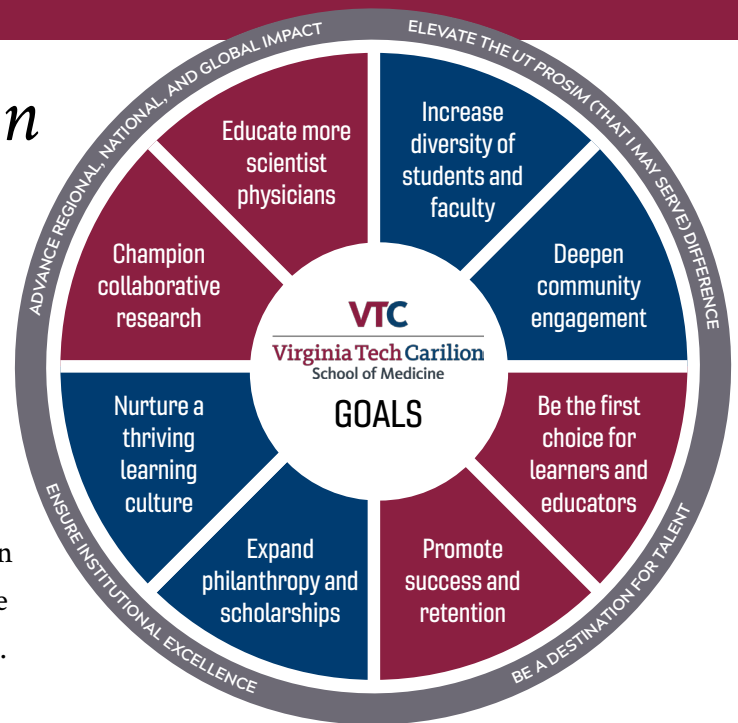 n
n
e
.
ADVANCE REGIONAL, NATIONAL, AND GLOBAL IMPACT
ELEVATE THE UT PROSIM (THAT I MAY SERVE) DIFFERENCE
BE A DESTINATION FOR TALENT
ENSURE INSTITUTIONAL EXCELLENCE
Educate more
scientist
physicians
Increase
diversity of
students and
faculty
Champion
collaborative
research
Deepen
community
engagement
VTC
Virginia Tech Carilion
School of Medicine
GOALS
Nurture a
thriving
learning
culture
Be the first
choice for
learners and
educators
Expand
philanthropy and
scholarships
Promote
success and
retention